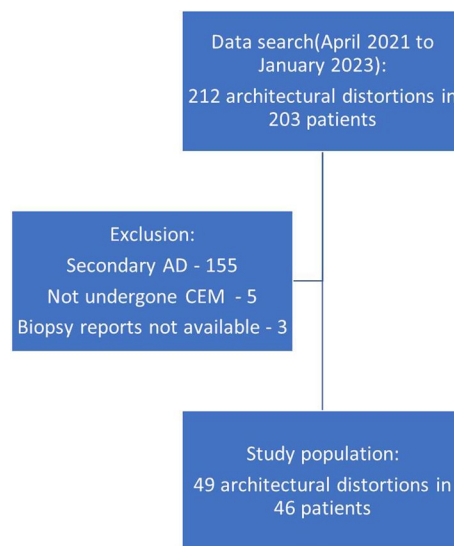 Data search(April 2021 to
January 2023):
212 architectural distortions in
203 patients
Exclusion:
Secondary AD - 155
Not undergone CEM  - 5
Biopsy reports not available - 3
Study population:
49 architectural distortions in
46 patients